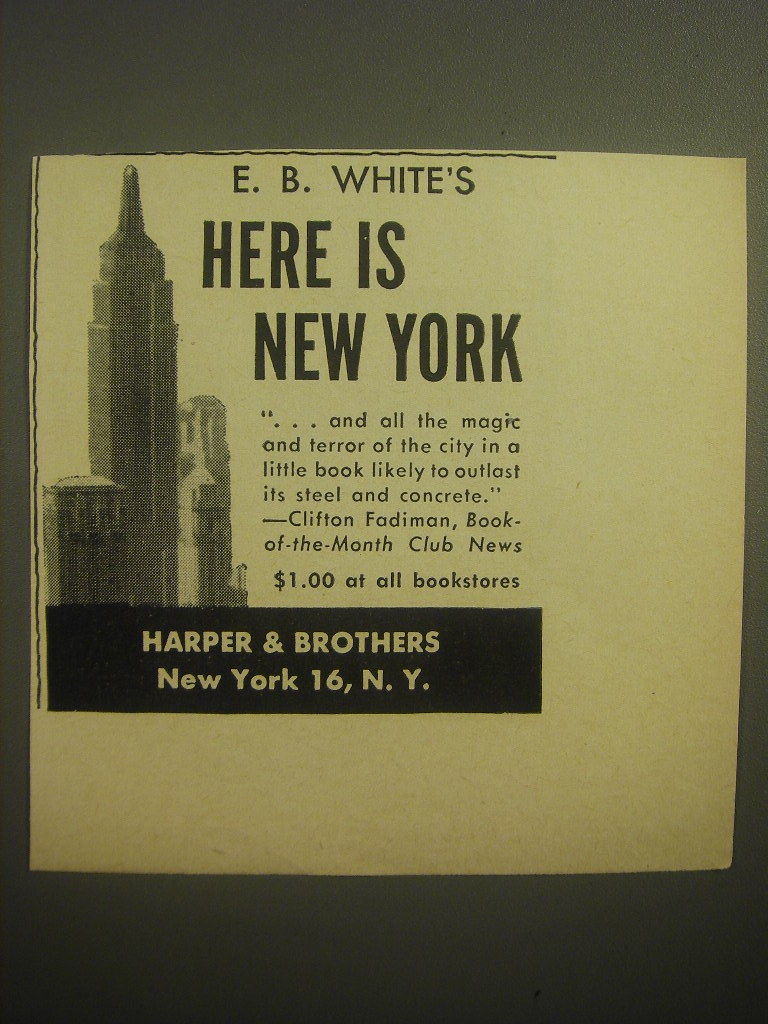 E. B. WHITE'S
HERE IS
NEW YORK
". . . and all the magic
and terror of the city in a
little book likely to outlast
its steel and concrete."
—Clifton Fadiman, Book-
of-the-Month Club News
$1.00 at all bookstores
HARPER & BROTHERS
New York 16, N. Y.